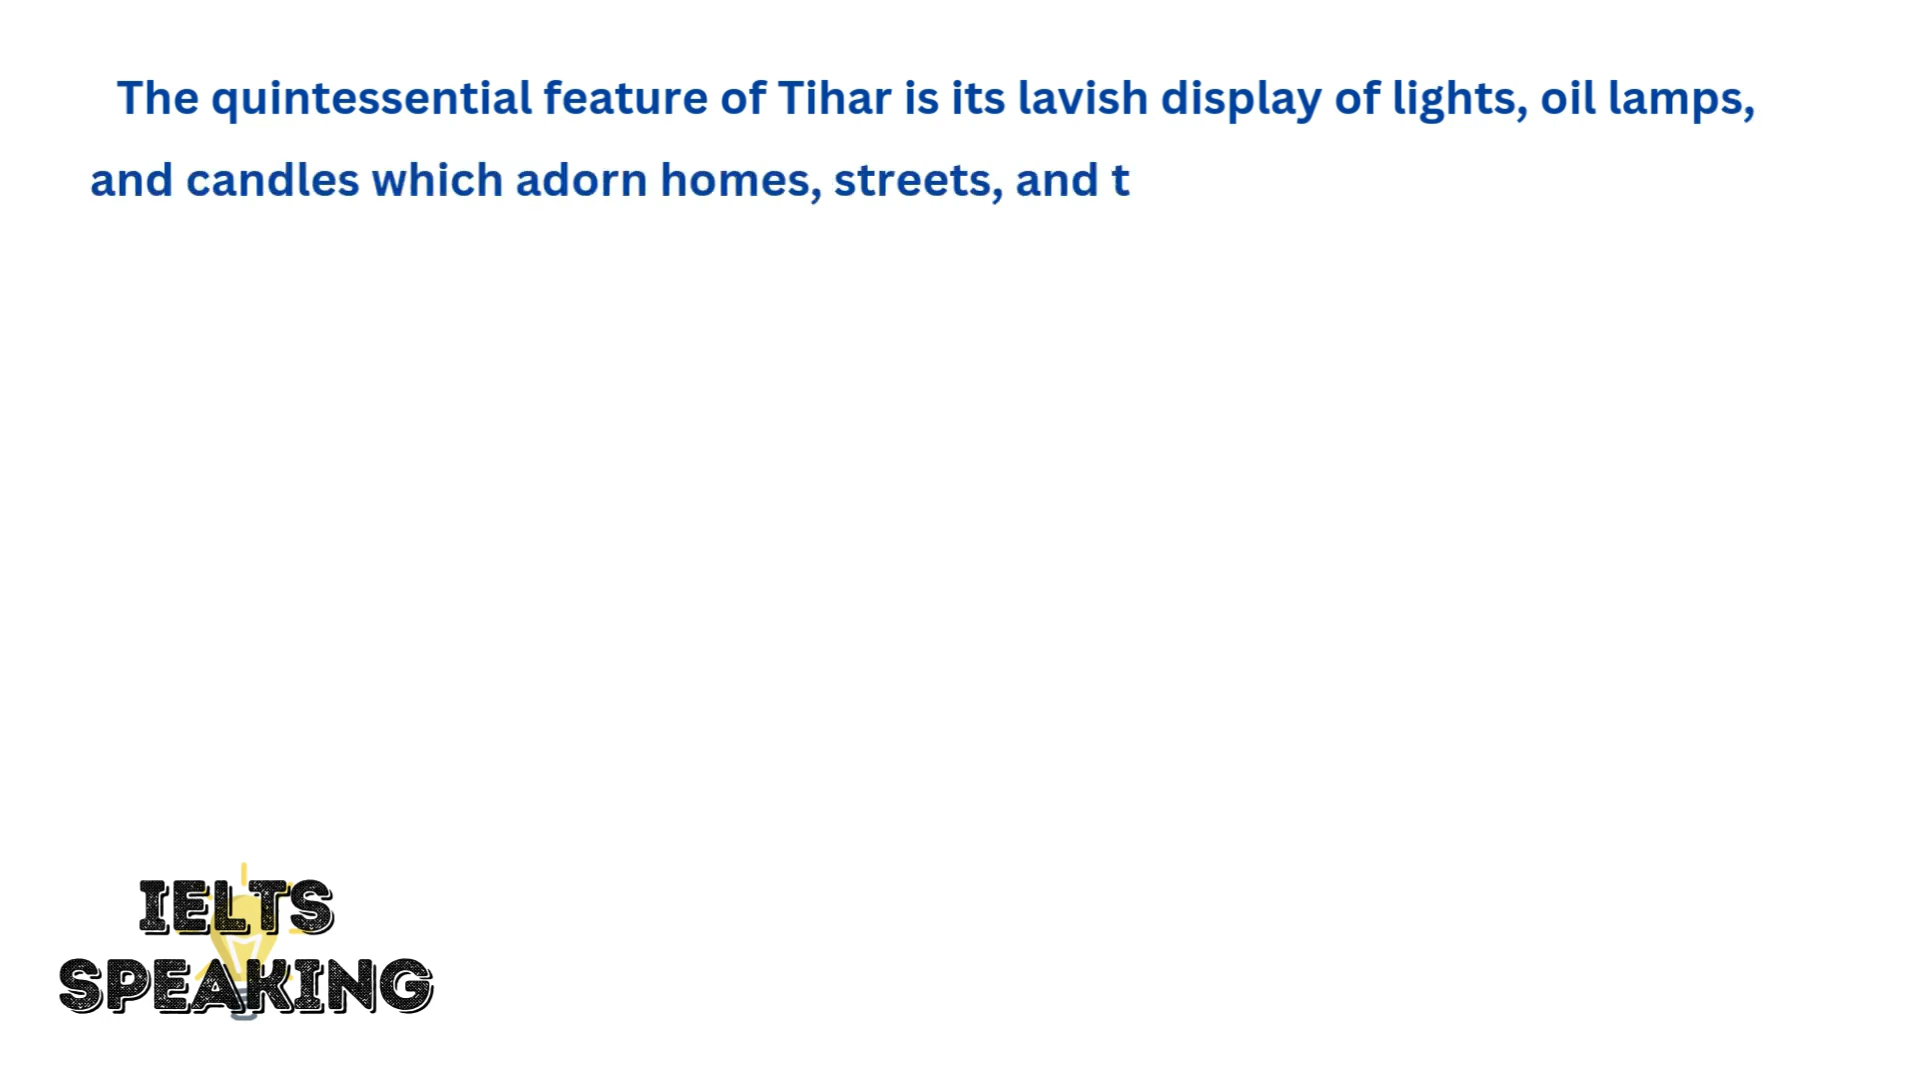 The quintessential feature of Tihar is its lavish display of lights, oil lamps,
and candles which adorn homes, streets, and t
IELTS
SPEAKING